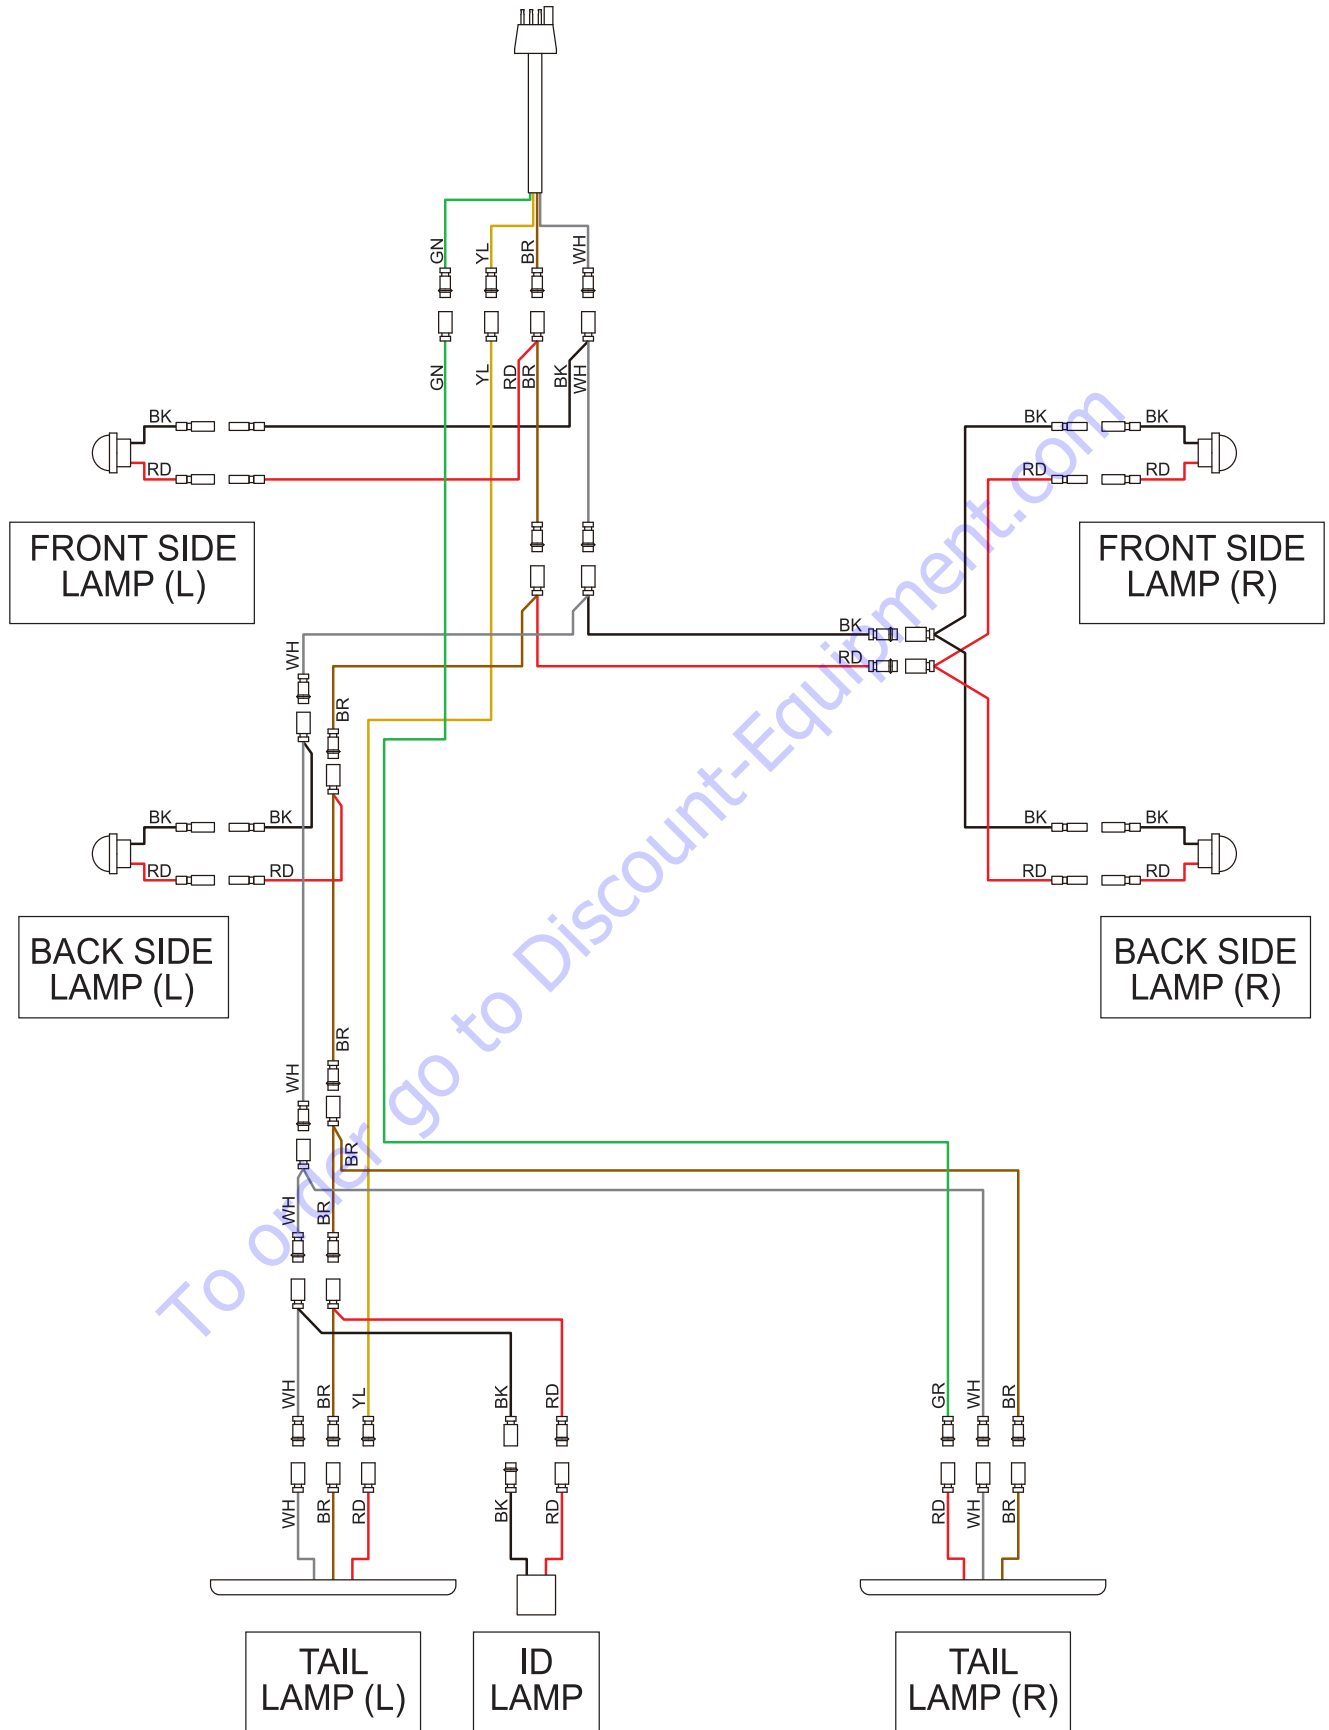 GN YL BR WH
GN YL RD BR BK WH
BK
RD
BK BK
RD RD
FRONT SIDE
LAMP (L)
FRONT SIDE
LAMP (R)
BK
RD
WH
BR
BK BK
RD RD
BK BK
RD RD
BACK SIDE
LAMP (L)
BACK SIDE
LAMP (R)
BR
WH
BR
WH BR
WH BR YL BK RD GR WH BR
WH BR RD BK RD RD WH BR
TAIL
LAMP (L)
ID
LAMP
TAIL
LAMP (R)
To order go to Discount-Equipment.com